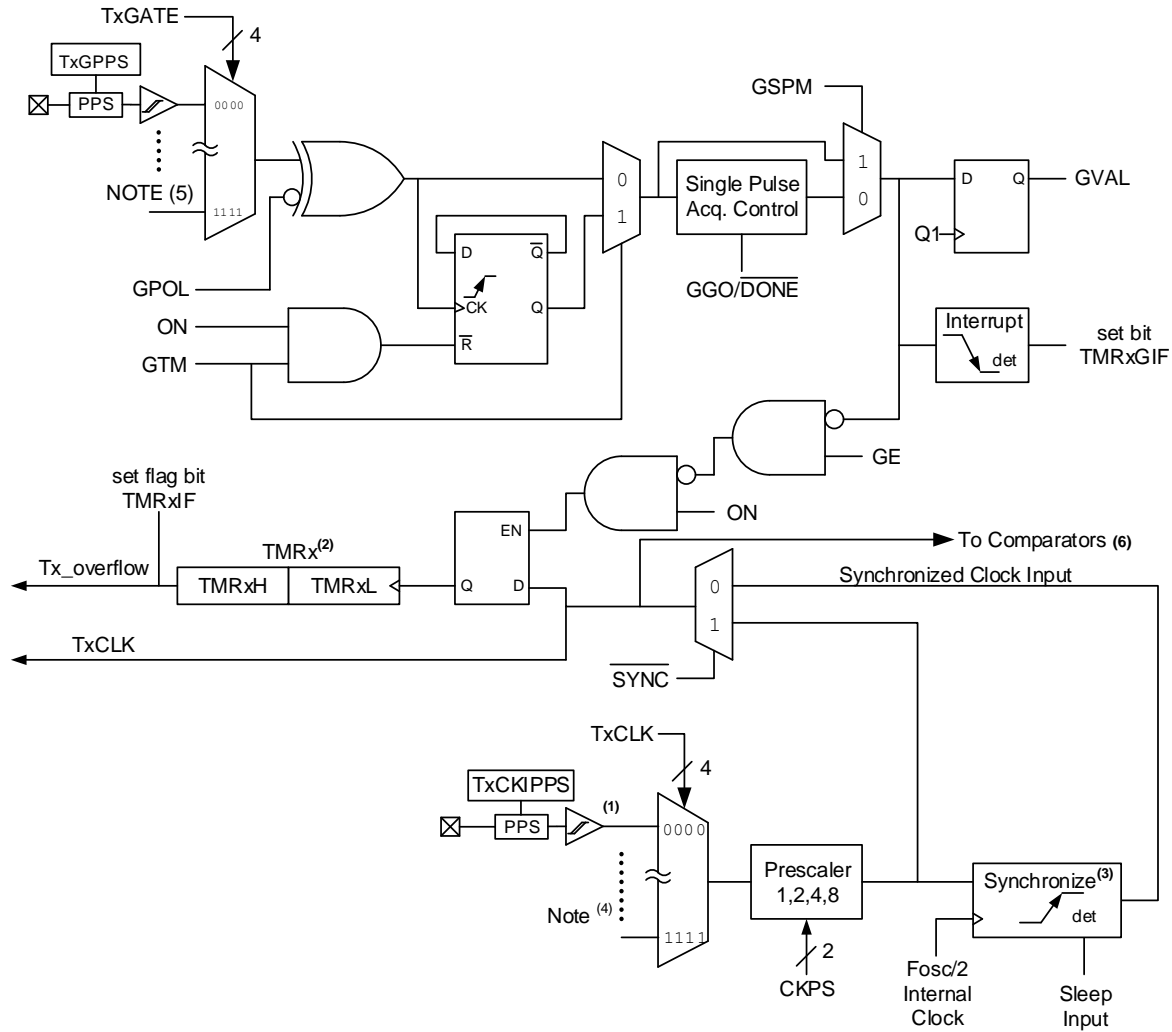 TxGATE
4
TxGPPS
PPS
0000
NOTE (5)
1111
GPOL
ON
GTM
D
Q
CK
Q
R
0
1
GSPM
Single Pulse
Acq. Control
GGO/DONE
1
0
D
Q
Q1
GVAL
Interrupt
det
set bit
TMRxGIF
GE
ON
set flag bit
TMRxIF
TMRx(2)
Tx_overflow
TMRxH
TMRxL
EN
Q
D
To Comparators (6)
Synchronized Clock Input
0
1
TxCLK
SYNC
TxCLK
4
TxCKIPPS
PPS
(1)
0000
Note (4)
1111
Prescaler
1,2,4,8
2
CKPS
Synchronize(3)
det
Fosc/2
Internal
Clock
Sleep
Input